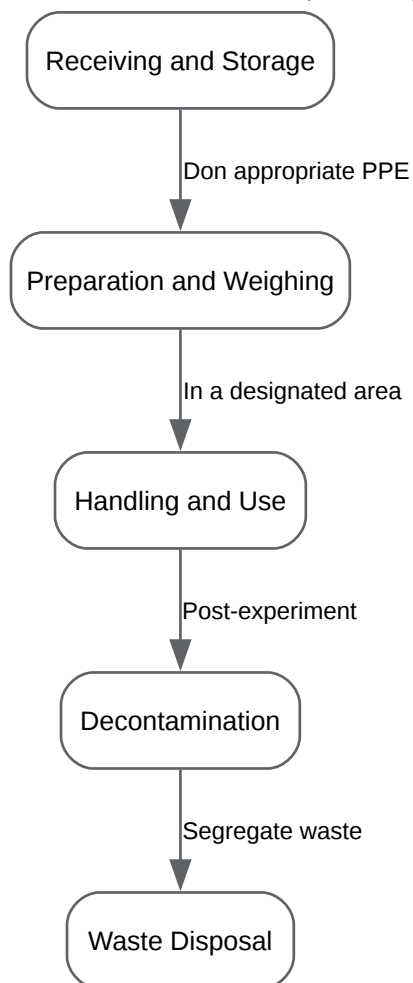 Receiving and Storage
Don appropriate PPE
Preparation and Weighing
In a designated area
Handling and Use
Post-experiment
Decontamination
Segregate waste
Waste Disposal